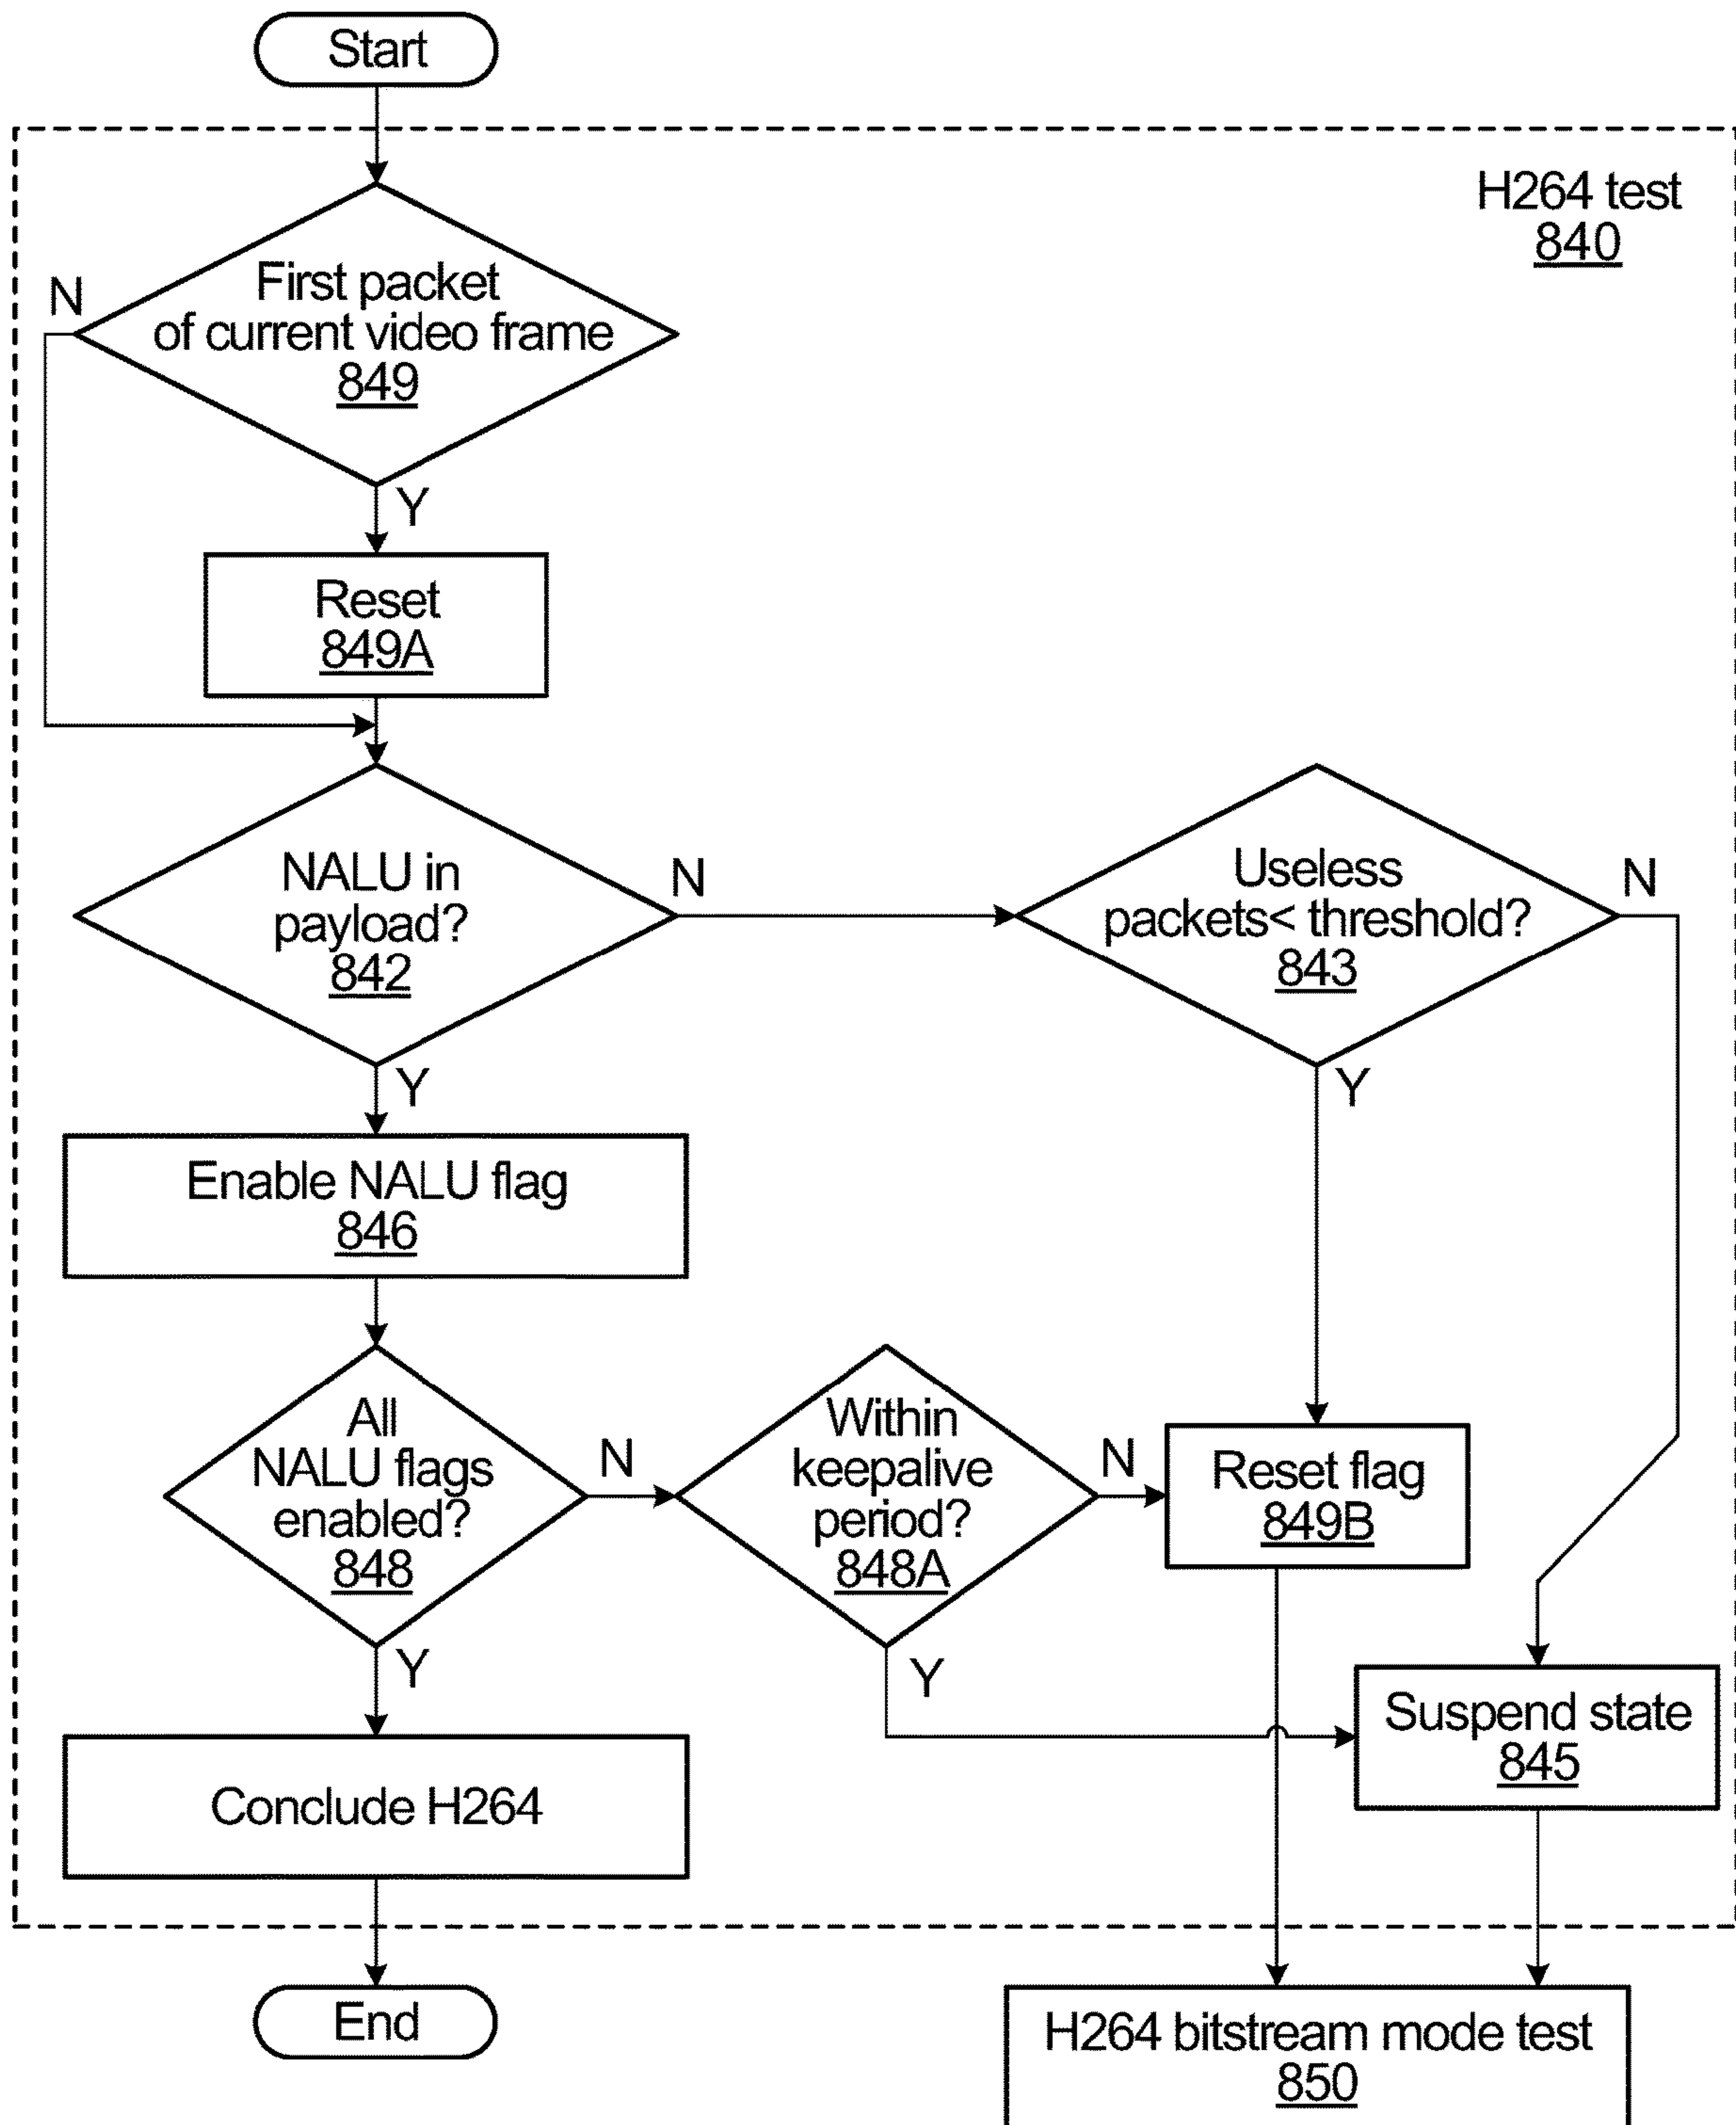 Start
H264 test
840
First packet
of current video frame
849
N
Y
Reset
849A
NALU in
payload?
842
N
Y
Useless
packets< threshold?
843
N
Y
Enable NALU flag
846
All
NALU flags
enabled?
848
N
Y
Within
keepalive
period?
848A
N
Y
Reset flag
849B
Suspend state
845
Conclude H264
End
H264 bitstream mode test
850